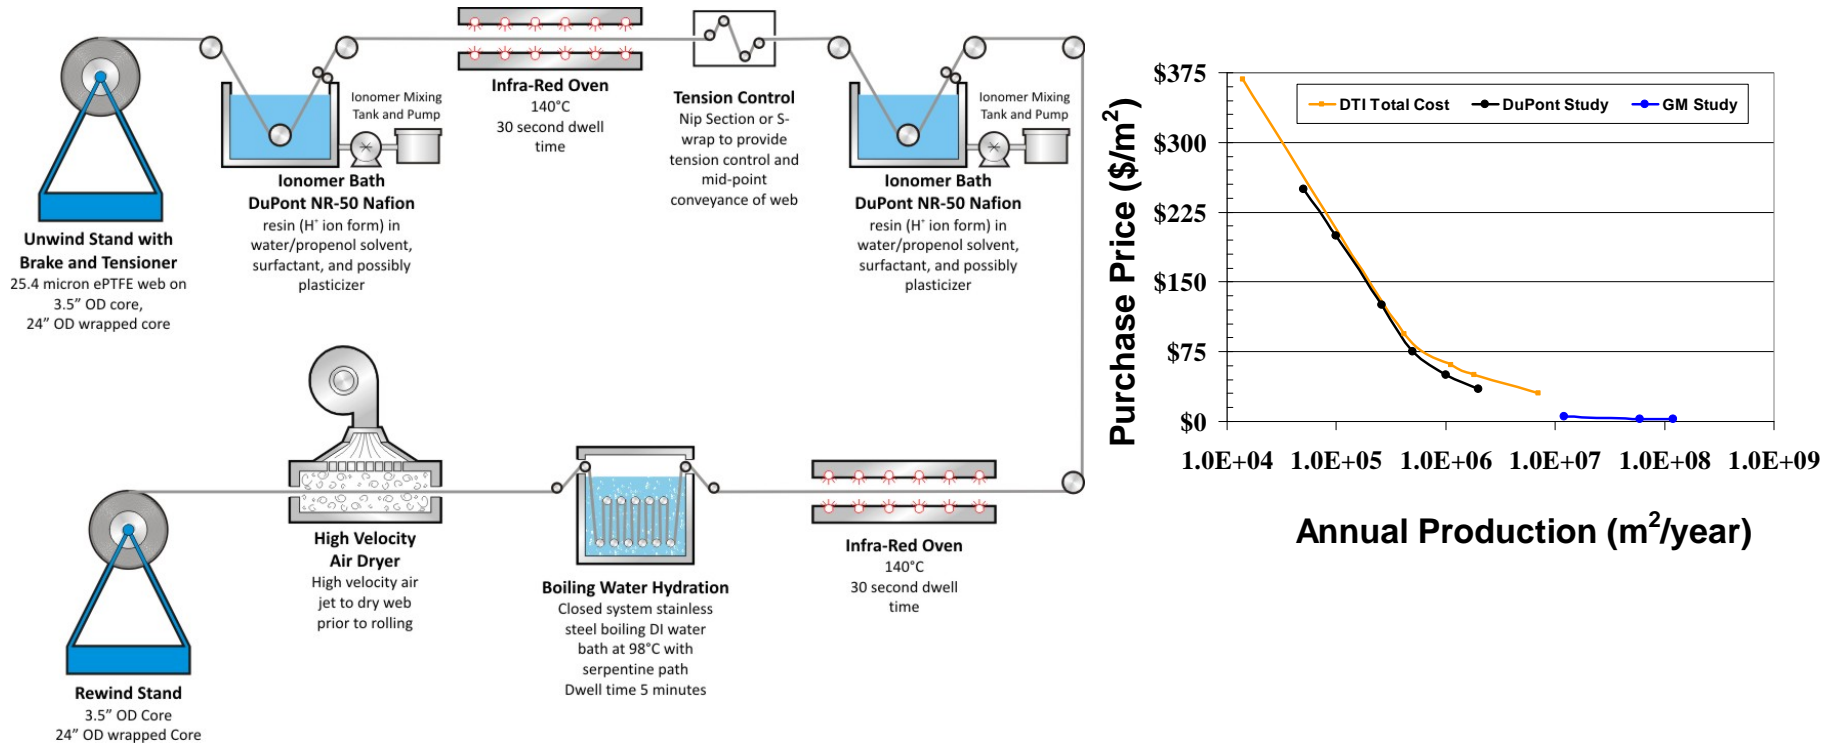 Unwind Stand with
Brake and Tensioner
25.4 micron ePTFE web on
3.5” OD core,
24” OD wrapped core
Ionomer Mixing
Tank and Pump
Ionomer Bath
DuPont NR-50 Nafion
resin (H⁺ ion form) in
water/propenol solvent,
surfactant, and possibly
plasticizer
Infra-Red Oven
140°C
30 second dwell
time
Tension Control
Nip Section or S-
wrap to provide
tension control and
mid-point
conveyance of web
Ionomer Mixing
Tank and Pump
Ionomer Bath
DuPont NR-50 Nafion
resin (H⁺ ion form) in
water/propenol solvent,
surfactant, and possibly
plasticizer
Infra-Red Oven
140°C
30 second dwell
time
Boiling Water Hydration
Closed system stainless
steel boiling DI water
bath at 98°C with
serpentine path
Dwell time 5 minutes
High Velocity
Air Dryer
High velocity air
jet to dry web
prior to rolling
Rewind Stand
3.5” OD Core
24” OD wrapped Core
Purchase Price ($/m²)
$375
$300
$225
$150
$75
$0
DTI Total Cost DuPont Study GM Study
1.0E+04 1.0E+05 1.0E+06 1.0E+07 1.0E+08 1.0E+09
Annual Production (m²/year)